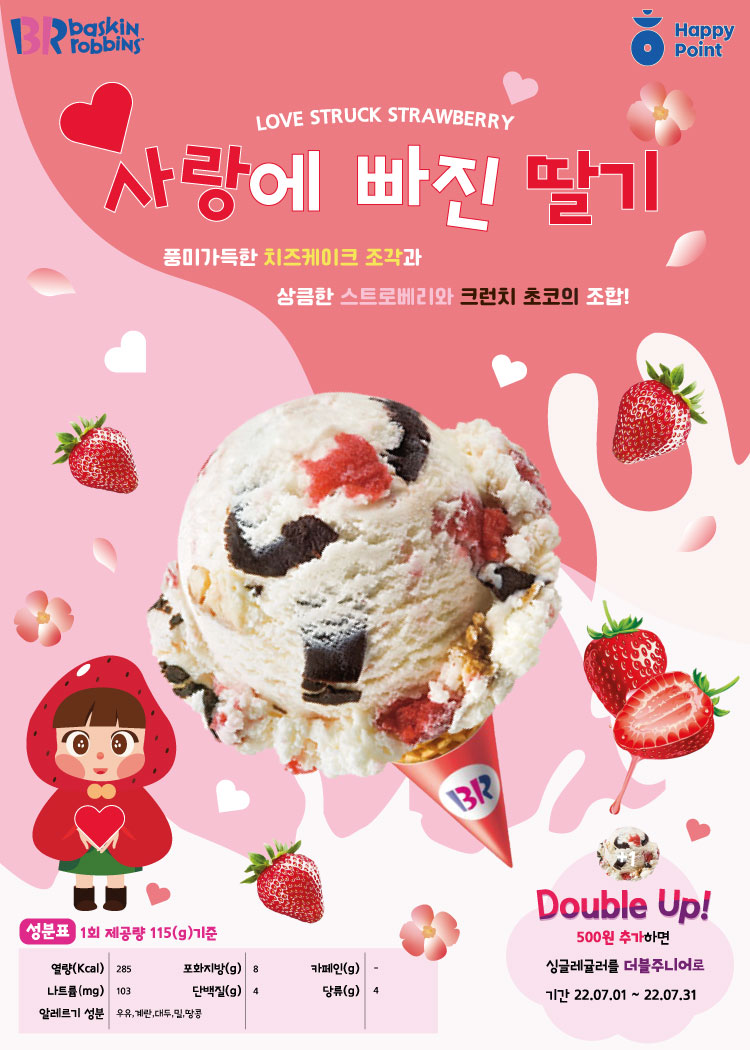 BR baskin robbins
Happy Point
LOVE STRUCK STRAWBERRY
사랑에 빠진 딸기
풍미가득한 치즈케이크 조각과
상큼한 스트로베리와 크런치 초코의 조합!
BR
Double Up!
500원 추가하면
싱글레귤러를 더블주니어로
기간 22.07.01 ~ 22.07.31
성분표 1회 제공량 115(g)기준
열량(Kcal) 285 포화지방(g) 8 카페인(g) -
나트륨(mg) 103 단백질(g) 4 당류(g) 4
알레르기 성분 우유,계란,대두,밀,땅콩